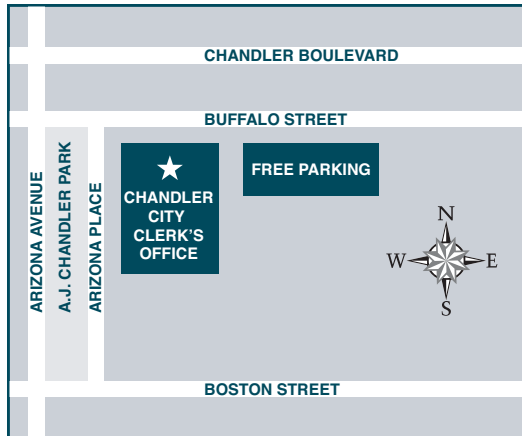 CHANDLER BOULEVARD
BUFFALO STREET
ARIZONA AVENUE
A.J. CHANDLER PARK
ARIZONA PLACE
CHANDLER
CITY
CLERK'S
OFFICE
FREE PARKING
N
W
E
S
BOSTON STREET